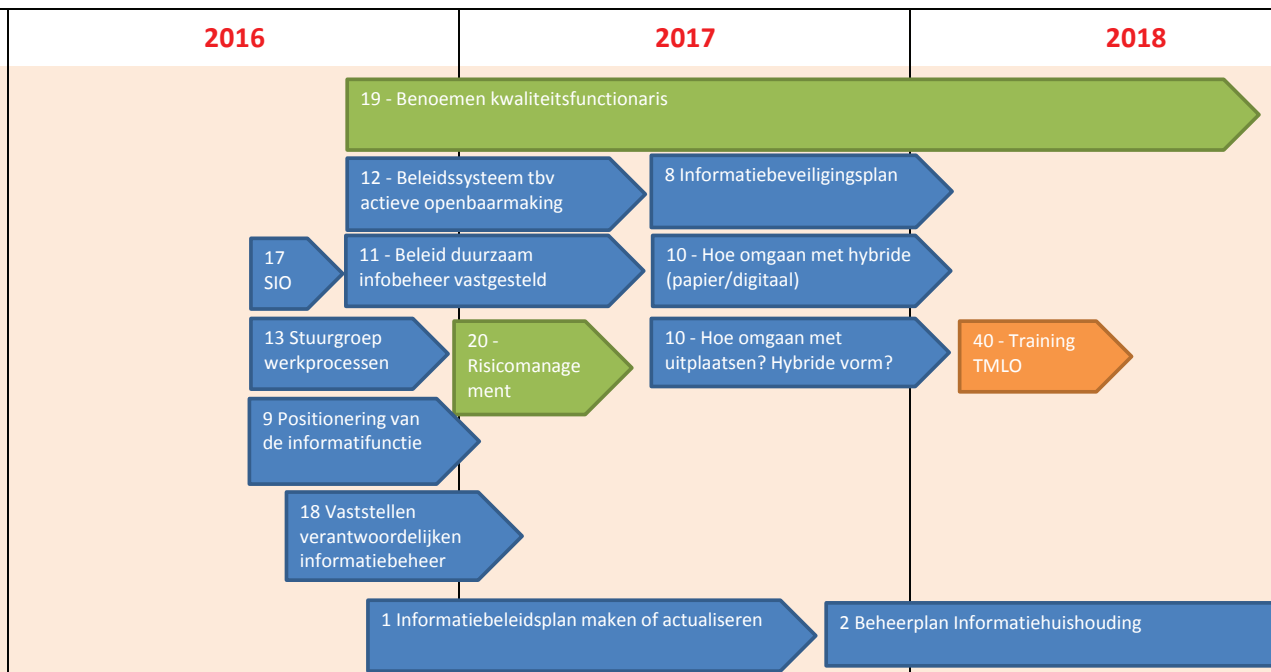 2016
2017
2018
19 - Benoemen kwaliteitsfunctionaris
12 - Beleidssysteem tbv
actieve openbaarmaking
8 Informatiebeveiligingsplan
17
SIO
11 - Beleid duurzaam
infobeheer vastgesteld
10 - Hoe omgaan met hybride
(papier/digitaal)
13 Stuurgroep
werkprocessen
20 -
Risicomanage
ment
10 - Hoe omgaan met
uitplaatsen? Hybride vorm?
40 - Training
TMLO
9 Positionering van
de informatifunctie
18 Vaststellen
verantwoordelijken
informatiebeheer
1 Informatiebeleidsplan maken of actualiseren
2 Beheerplan Informatiehuishouding